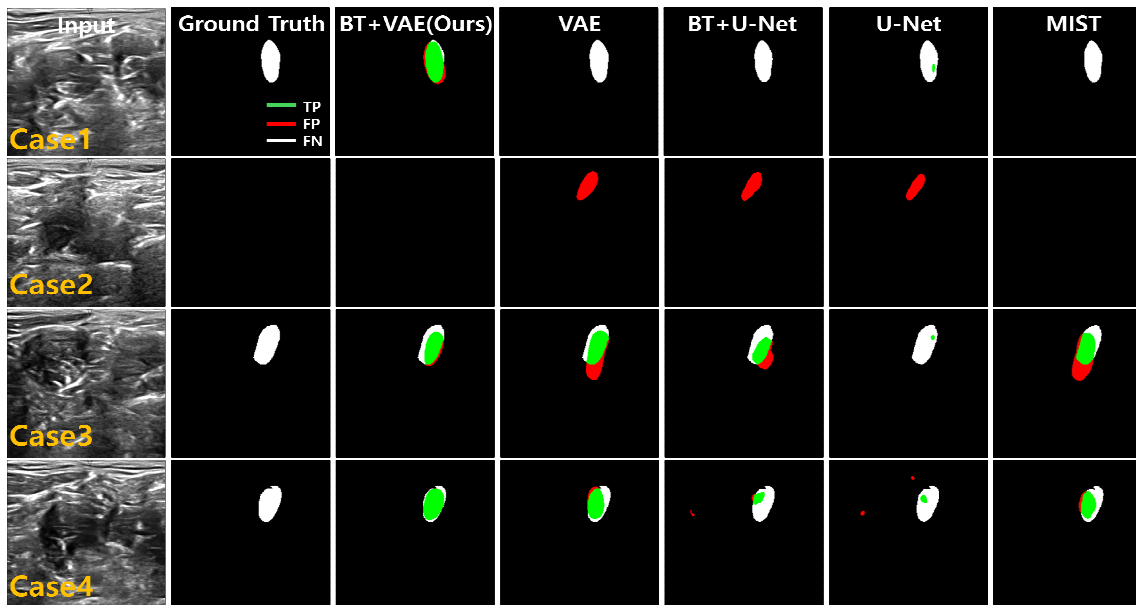 Input Ground Truth BT+VAE(Ours) VAE BT+U-Net U-Net MIST
TP
FP
FN
Case1
Case2
Case3
Case4